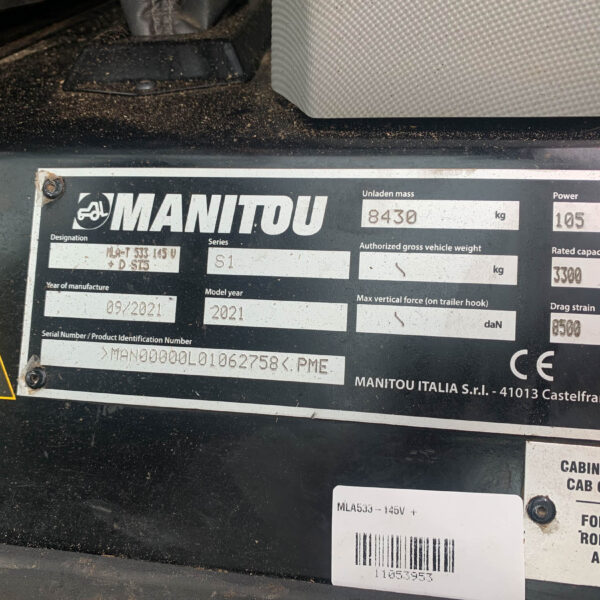 MANITOU
Unladen mass
8430 kg
Power
105
Designation
MLA-T 533 145 V
+ D ST5
Series
S1
Authorized gross vehicle weight
\ kg
Rated capac
3300
Year of manufacture
09/2021
Model year
2021
Max vertical force (on trailer hook)
\ daN
Drag strain
8500
Serial Number / Product Identification Number
>MAN00000L01062758<.PME
CE
MANITOU ITALIA S.r.l. - 41013 Castelfra
CABIN
CAB
FO
RO
A
MLA533-145V +
11053953